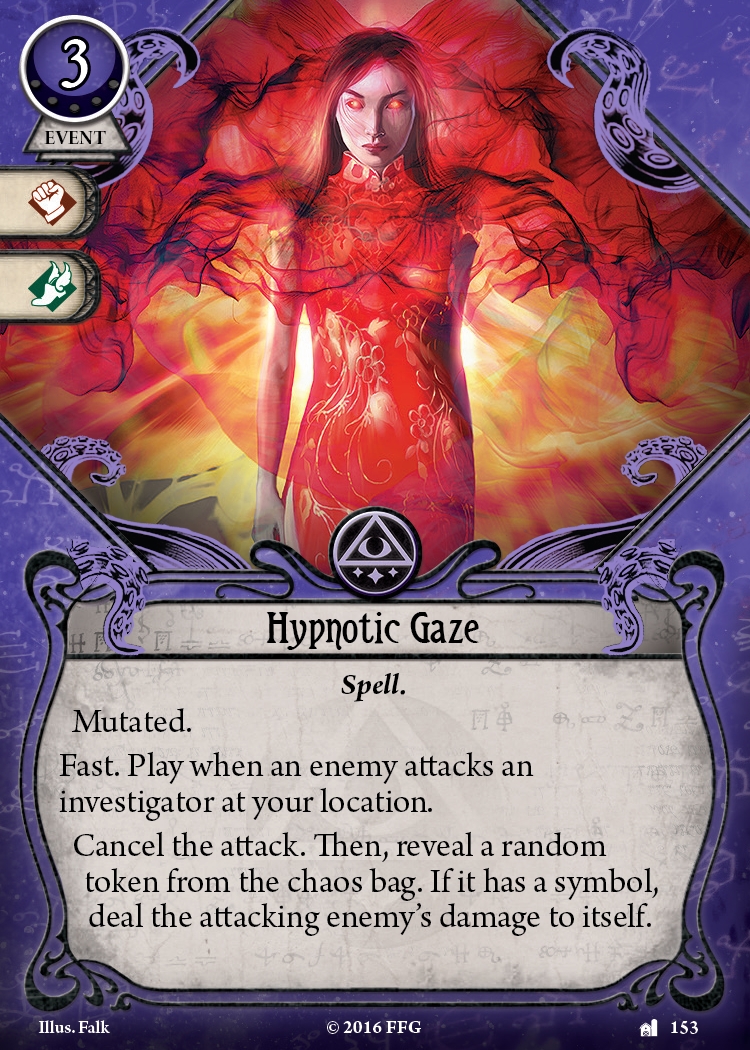 3
EVENT
Hypnotic Gaze
Spell.
Mutated.
Fast. Play when an enemy attacks an
investigator at your location.
Cancel the attack. Then, reveal a random
token from the chaos bag. If it has a symbol,
deal the attacking enemy's damage to itself.
Illus. Falk
© 2016 FFG
153